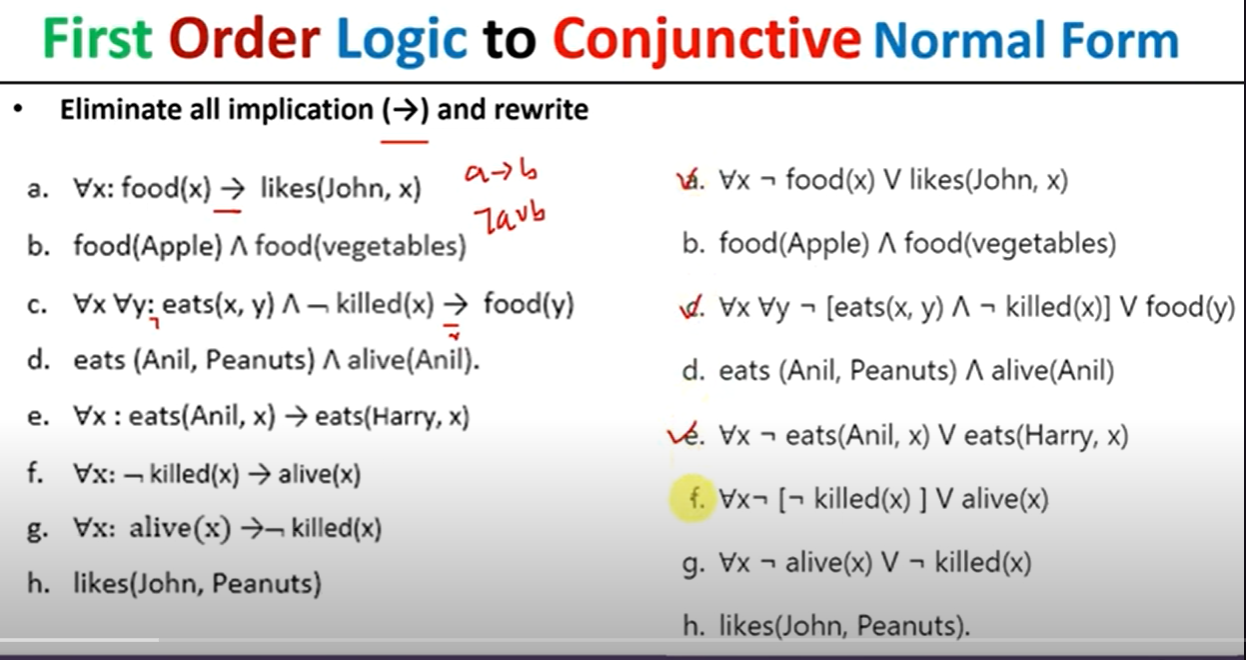 First Order Logic to Conjunctive Normal Form
• Eliminate all implication (→) and rewrite
a. ∀x: food(x) → likes(John, x)
b. food(Apple) Λ food(vegetables)
c. ∀x ∀y: eats(x, y) Λ ¬ killed(x) → food(y)
d. eats (Anil, Peanuts) Λ alive(Anil).
e. ∀x : eats(Anil, x) → eats(Harry, x)
f. ∀x: ¬ killed(x) → alive(x)
g. ∀x: alive(x) →¬ killed(x)
h. likes(John, Peanuts)
a→b
¬a∨b
a. ∀x ¬ food(x) V likes(John, x)
b. food(Apple) Λ food(vegetables)
c. ∀x ∀y ¬ [eats(x, y) Λ ¬ killed(x)] V food(y)
d. eats (Anil, Peanuts) Λ alive(Anil)
e. ∀x ¬ eats(Anil, x) V eats(Harry, x)
f. ∀x¬ [¬ killed(x) ] V alive(x)
g. ∀x ¬ alive(x) V ¬ killed(x)
h. likes(John, Peanuts).